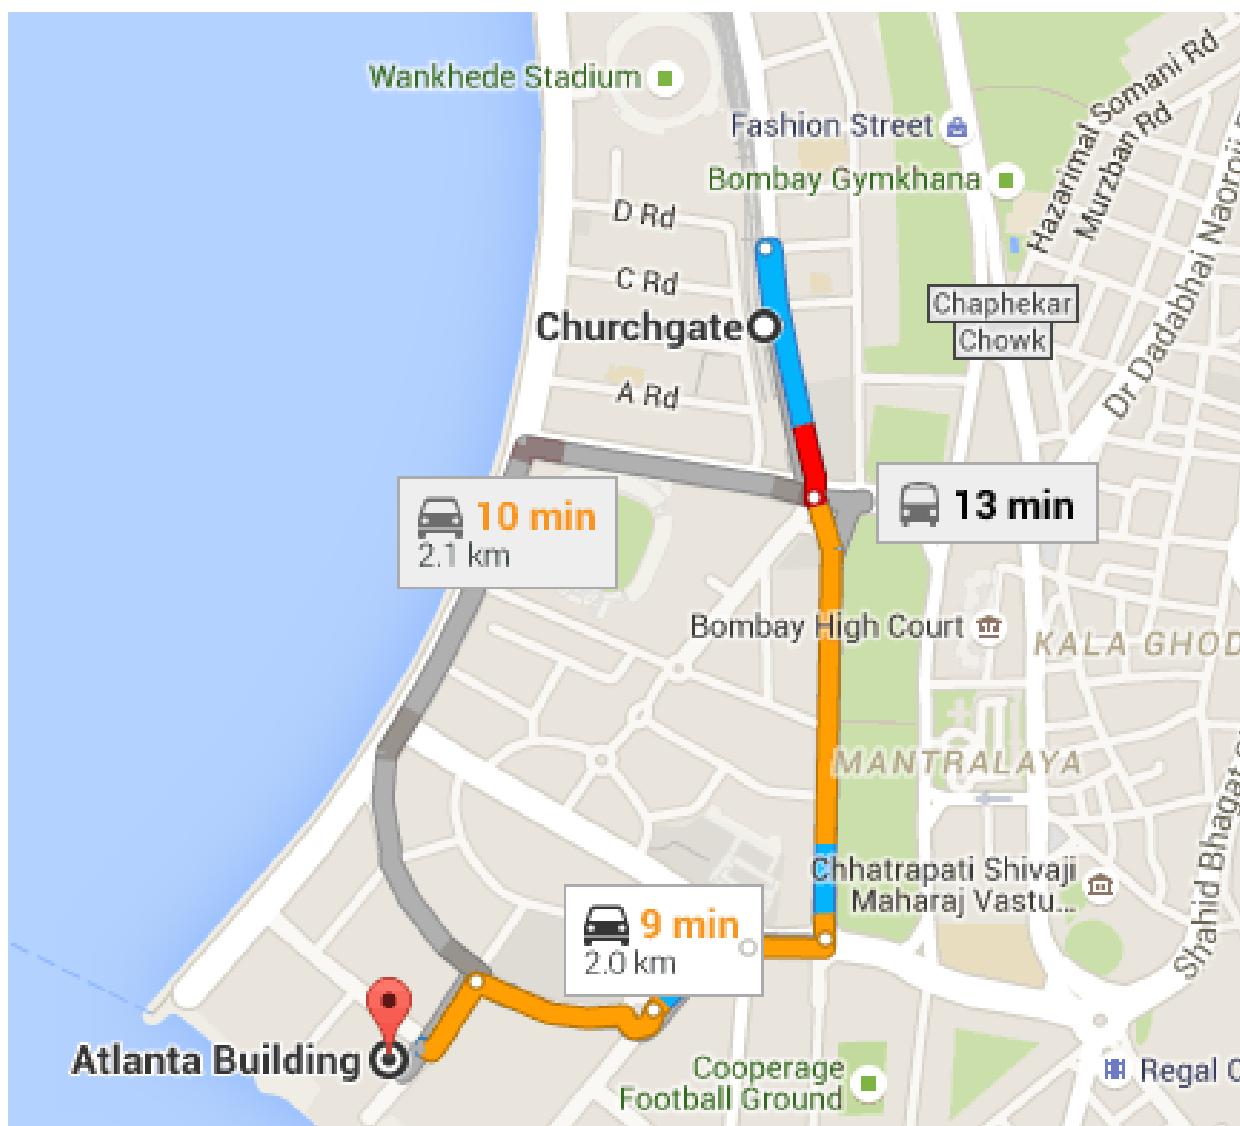 Wankhede Stadium
Fashion Street
Bombay Gymkhana
Hazarimal Somani Rd
Murzban Rd
D Rd
C Rd
Churchgate
A Rd
Chaphekar
Chowk
Dr Dadabhai Naoroji
10 min
2.1 km
13 min
Bombay High Court
KALA GHOD
MANTRALAYA
Chhatrapati Shivaji
Maharaj Vastu...
Shahid Bhagat
9 min
2.0 km
Atlanta Building
Cooperage
Football Ground
Regal C